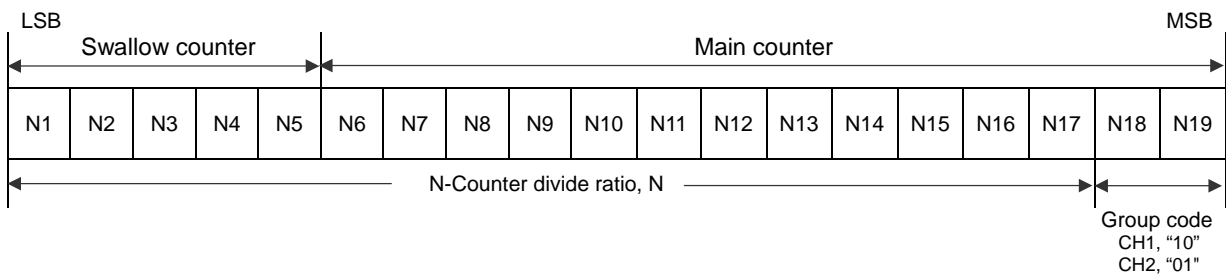 LSB MSB
Swallow counter Main counter
N1 N2 N3 N4 N5 N6 N7 N8 N9 N10 N11 N12 N13 N14 N15 N16 N17 N18 N19
N-Counter divide ratio, N
Group code
CH1, “10”
CH2, “01"